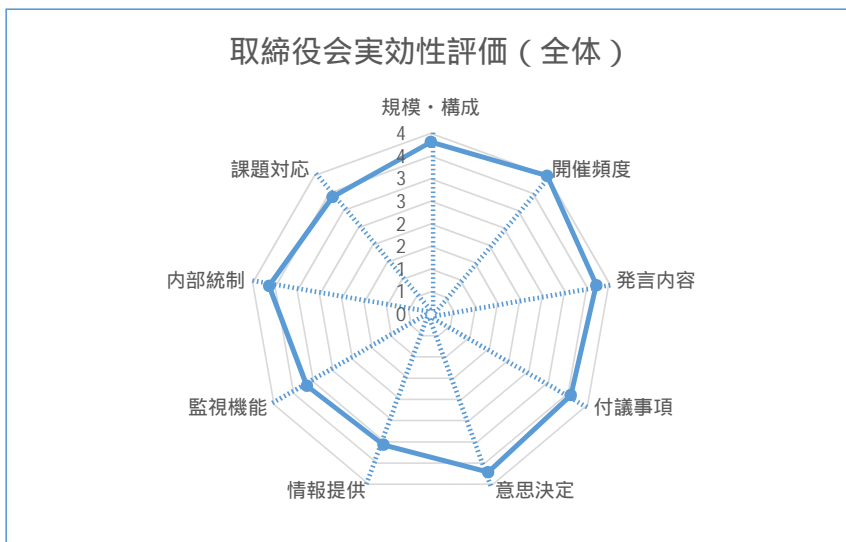 取締役会実効性評価（全体）
規模・構成
開催頻度
発言内容
付議事項
意思決定
情報提供
監視機能
内部統制
課題対応
4
4
3
3
2
2
1
1
0